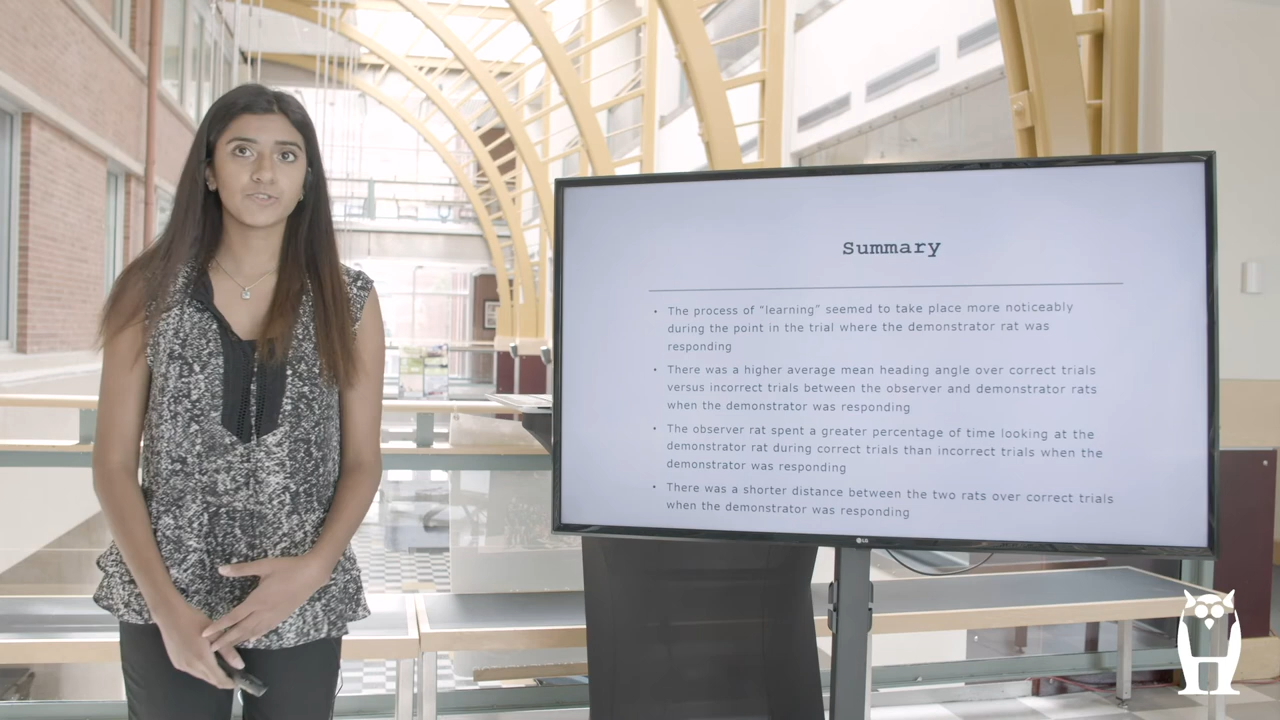 Summary
• The process of "learning" seemed to take place more noticeably
during the point in the trial where the demonstrator rat was
responding
• There was a higher average mean heading angle over correct trials
versus incorrect trials between the observer and demonstrator rats
when the demonstrator was responding
• The observer rat spent a greater percentage of time looking at the
demonstrator rat during correct trials than incorrect trials when the
demonstrator was responding
• There was a shorter distance between the two rats over correct trials
when the demonstrator was responding
LG